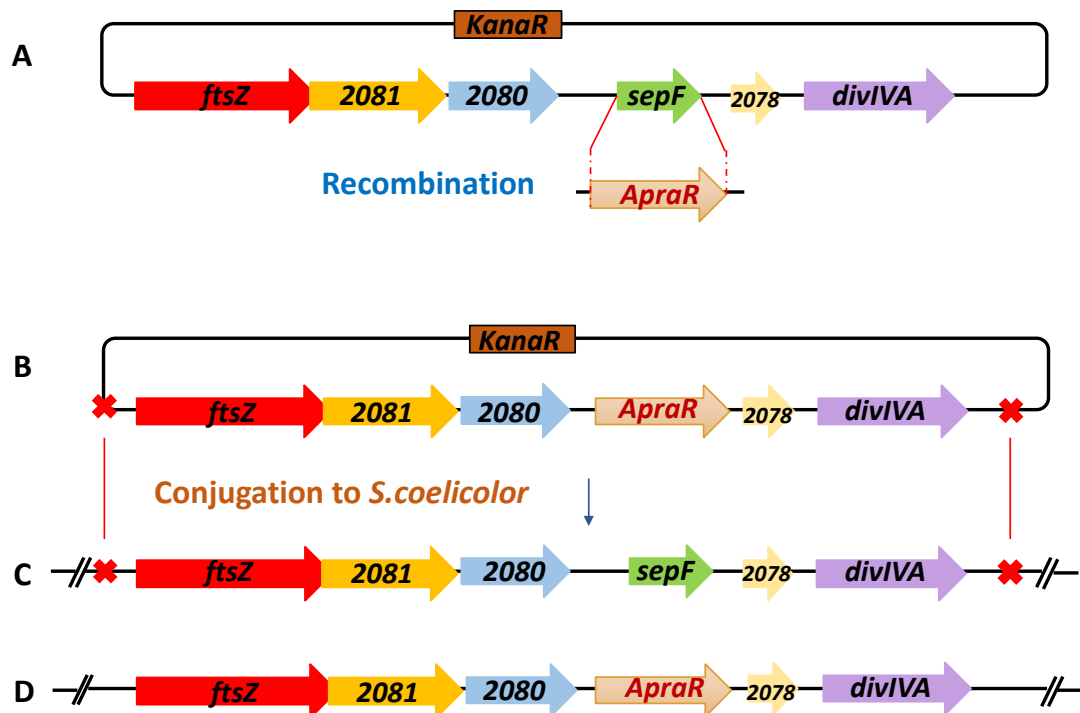 KanaR
A
ftsZ 2081 2080 sepF 2078 divIVA
Recombination
ApraR
KanaR
B
ftsZ 2081 2080 ApraR 2078 divIVA
Conjugation to S.coelicolor
C
ftsZ 2081 2080 sepF 2078 divIVA
D
ftsZ 2081 2080 ApraR 2078 divIVA